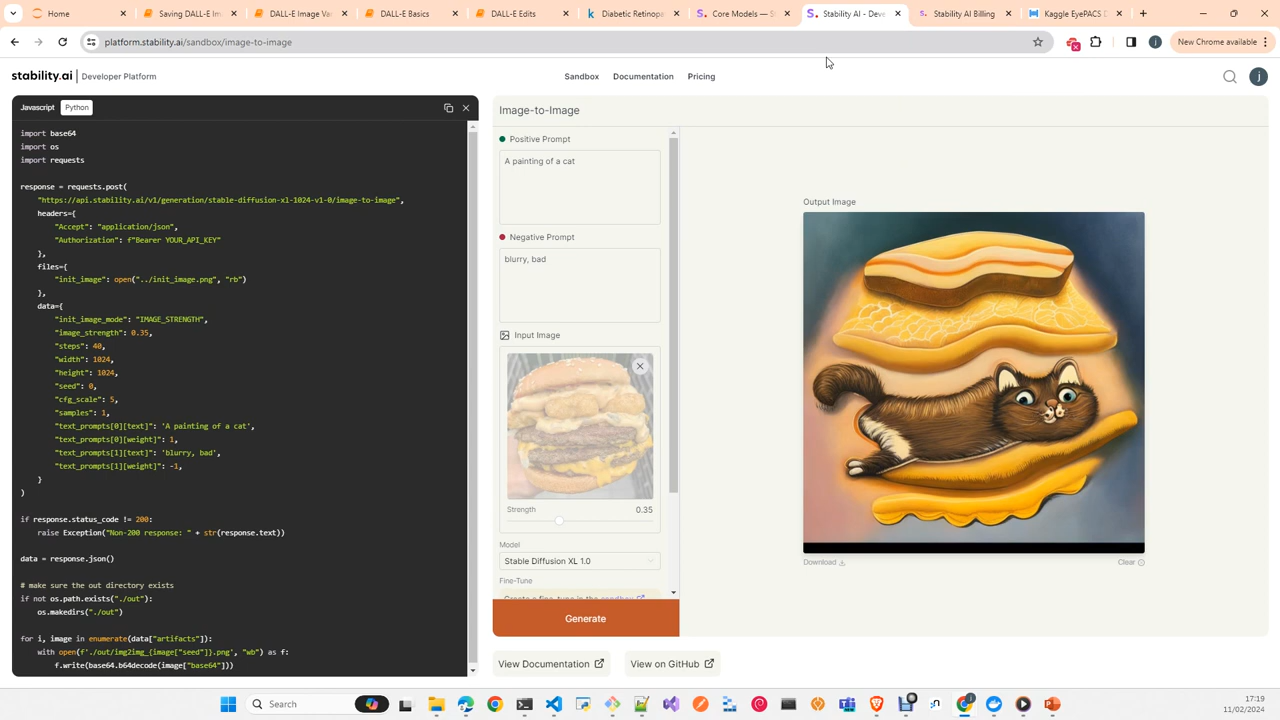 Home
Saving DALL-E Im
DALL-E Image Va
DALL-E Basics
DALL-E Edits
Diabetic Retinop
Core Models — S
Stability AI - Deve
Stability AI Billing
Kaggle EyePACS D
platform.stability.ai/sandbox/image-to-image
New Chrome available
j
stability.ai | Developer Platform
Sandbox
Documentation
Pricing
j
Javascript
Python
Image-to-Image
import base64
import os
import requests
response = requests.post(
"https://api.stability.ai/v1/generation/stable-diffusion-xl-1024-v1-0/image-to-image",
headers={
"Accept": "application/json",
"Authorization": f"Bearer YOUR_API_KEY"
},
files={
"init_image": open("../init_image.png", "rb")
},
data={
"init_image_mode": "IMAGE_STRENGTH",
"image_strength": 0.35,
"steps": 40,
"width": 1024,
"height": 1024,
"seed": 0,
"cfg_scale": 5,
"samples": 1,
"text_prompts[0][text]": 'A painting of a cat',
"text_prompts[0][weight]": 1,
"text_prompts[1][text]": 'blurry, bad',
"text_prompts[1][weight]": -1,
}
)
if response.status_code != 200:
raise Exception("Non-200 response: " + str(response.text))
data = response.json()
# make sure the out directory exists
if not os.path.exists("./out"):
os.makedirs("./out")
for i, image in enumerate(data["artifacts"]):
with open(f'./out/img2img_{image["seed"]}.png', "wb") as f:
f.write(base64.b64decode(image["base64"]))
Positive Prompt
A painting of a cat
Negative Prompt
blurry, bad
Input Image
Strength 0.35
Model
Stable Diffusion XL 1.0
Fine-Tune
Create a fine-tune in the sandbox
Generate
Output Image
Download
Clear
View Documentation
View on GitHub
Search
17:19
11/02/2024